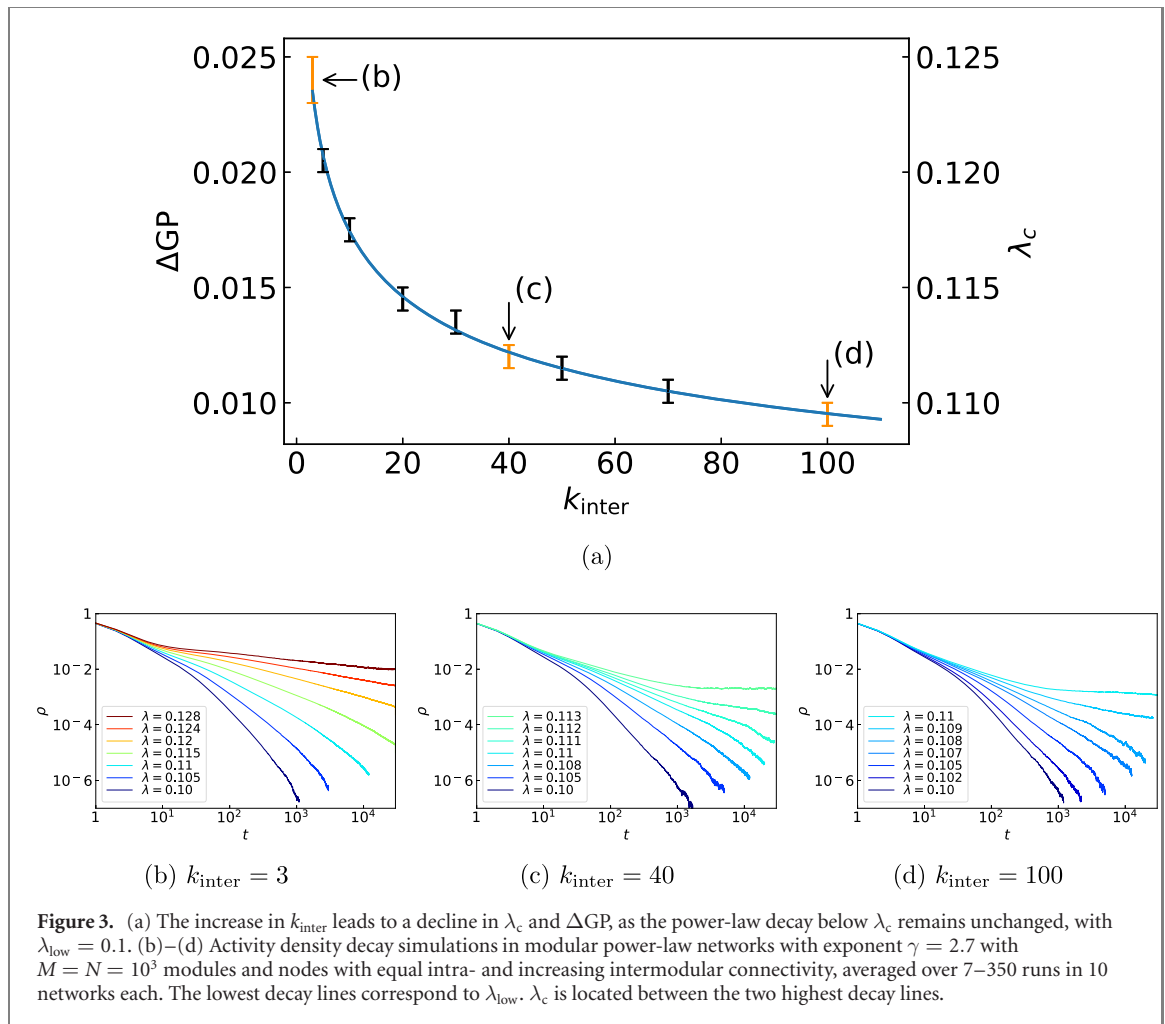 0.025
0.020
0.015
0.010
ΔGP
0.125
0.120
0.115
0.110
λc
(b)
(c)
(d)
0 20 40 60 80 100
kinter
(a)
1
10−2
10−4
10−6
ρ
λ = 0.128
λ = 0.124
λ = 0.12
λ = 0.115
λ = 0.11
λ = 0.105
λ = 0.10
1 10 10² 10³ 10⁴
t
(b) kinter = 3
1
10−2
10−4
10−6
ρ
λ = 0.113
λ = 0.112
λ = 0.111
λ = 0.11
λ = 0.108
λ = 0.105
λ = 0.10
1 10 10² 10³ 10⁴
t
(c) kinter = 40
1
10−2
10−4
10−6
ρ
λ = 0.11
λ = 0.109
λ = 0.108
λ = 0.107
λ = 0.105
λ = 0.102
λ = 0.10
1 10 10² 10³ 10⁴
t
(d) kinter = 100
Figure 3. (a) The increase in kinter leads to a decline in λc and ΔGP, as the power-law decay below λc remains unchanged, with
λlow = 0.1. (b)–(d) Activity density decay simulations in modular power-law networks with exponent γ = 2.7 with
M = N = 10³ modules and nodes with equal intra- and increasing intermodular connectivity, averaged over 7–350 runs in 10
networks each. The lowest decay lines correspond to λlow. λc is located between the two highest decay lines.